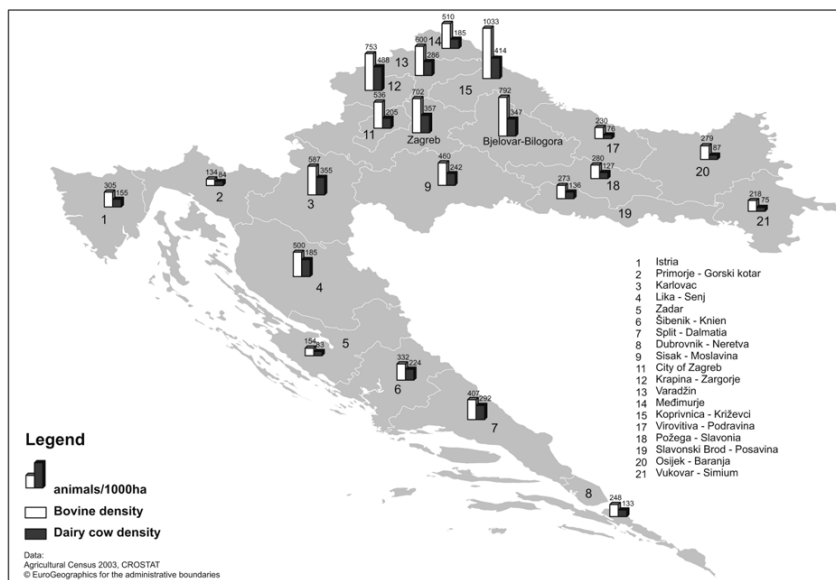 510
1033
14
185
600
753
13
286
414
488
12
15
536
702
792
205
357
347
11
Zagreb
Bjelovar-Bilogora
230
76
17
279
87
20
587
355
460
242
9
280
127
18
134
84
2
3
305
155
1
273
136
19
218
75
21
500
185
4
154
83
5
332
224
6
407
292
7
8
248
133
1 Istria
2 Primorje - Gorski kotar
3 Karlovac
4 Lika - Senj
5 Zadar
6 Šibenik - Knien
7 Split - Dalmatia
8 Dubrovnik - Neretva
9 Sisak - Moslavina
11 City of Zagreb
12 Krapina - Zargorje
13 Varadžin
14 Međimurje
15 Koprivnica - Križevci
17 Virovitica - Podravina
18 Požega - Slavonia
19 Slavonski Brod - Posavina
20 Osijek - Baranja
21 Vukovar - Simium
Legend
animals/1000ha
Bovine density
Dairy cow density
Data:
Agricultural Census 2003, CROSTAT
© EuroGeographics for the administrative boundaries